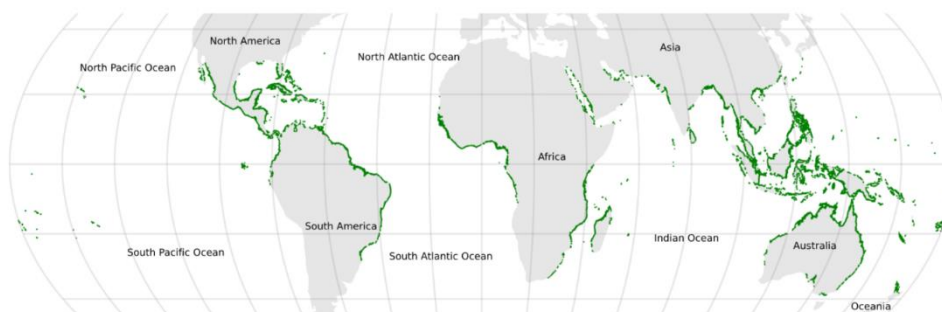 North America
Asia
North Atlantic Ocean
North Pacific Ocean
Africa
South America
Indian Ocean
Australia
South Pacific Ocean
South Atlantic Ocean
Oceania